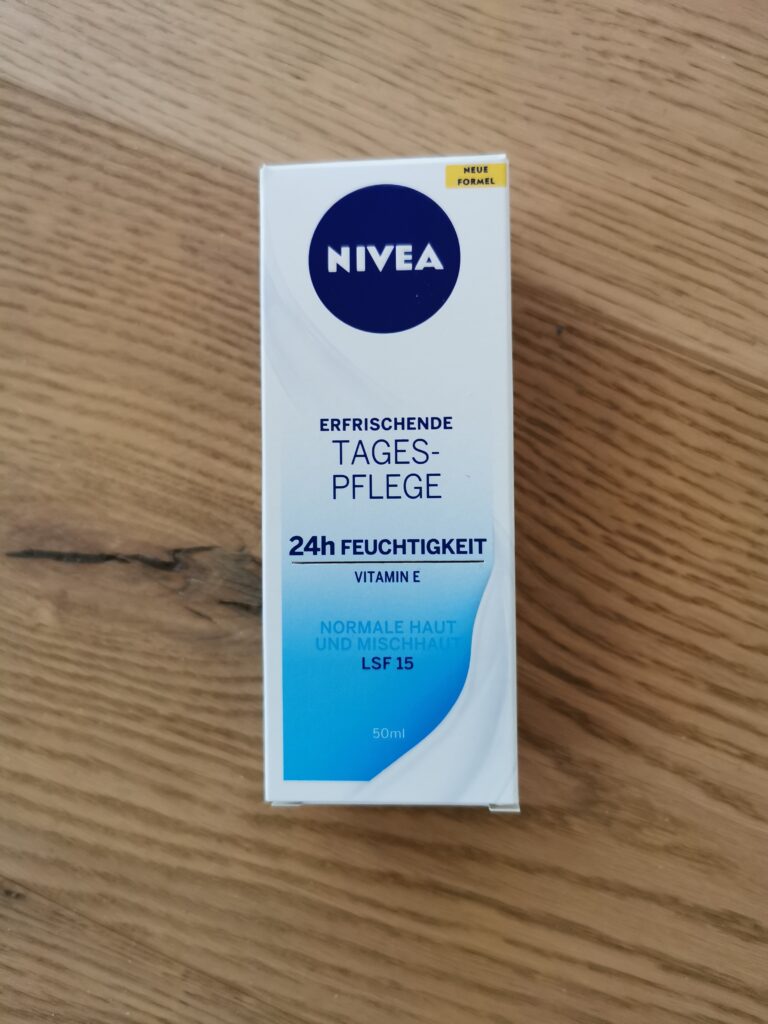 NEUE
FORMEL
NIVEA
ERFRISCHENDE
TAGES-
PFLEGE
24h FEUCHTIGKEIT
VITAMIN E
NORMALE HAUT
UND MISCHHAUT
LSF 15
50ml